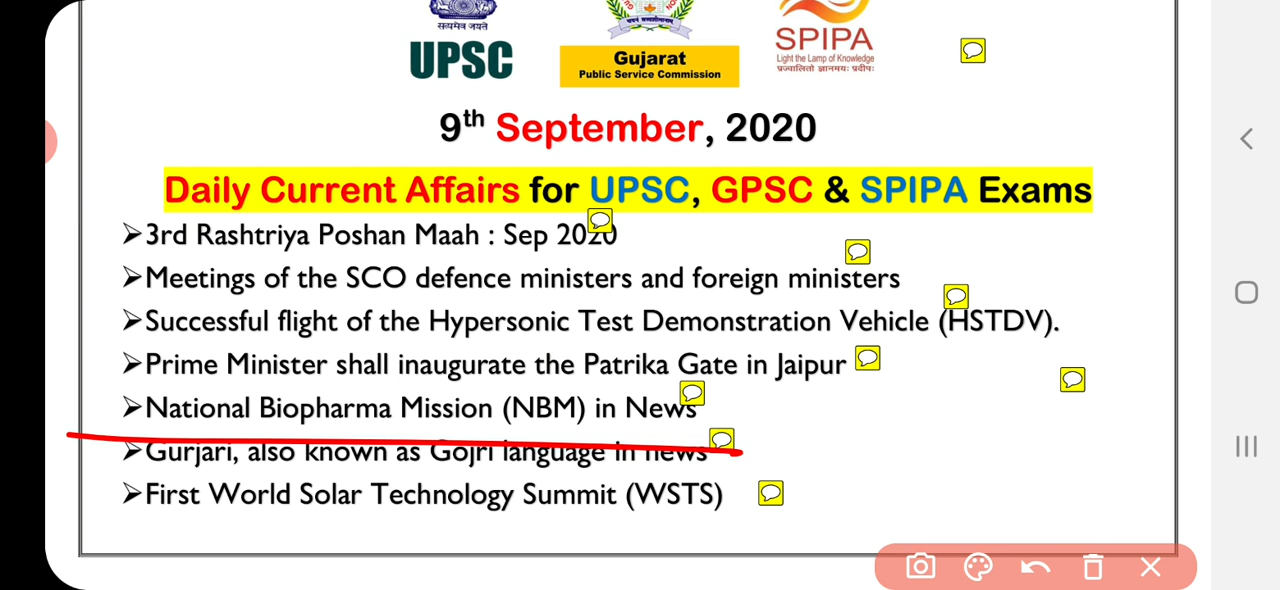 सत्यमेव जयते
UPSC
Gujarat
Public Service Commission
SPIPA
Light the Lamp of Knowledge
प्रज्वालितो ज्ञानमयः प्रदीपः
9th September, 2020
Daily Current Affairs for UPSC, GPSC & SPIPA Exams
➢3rd Rashtriya Poshan Maah : Sep 2020
➢Meetings of the SCO defence ministers and foreign ministers
➢Successful flight of the Hypersonic Test Demonstration Vehicle (HSTDV).
➢Prime Minister shall inaugurate the Patrika Gate in Jaipur
➢National Biopharma Mission (NBM) in News
➢Gurjari, also known as Gojri language in news
➢First World Solar Technology Summit (WSTS)